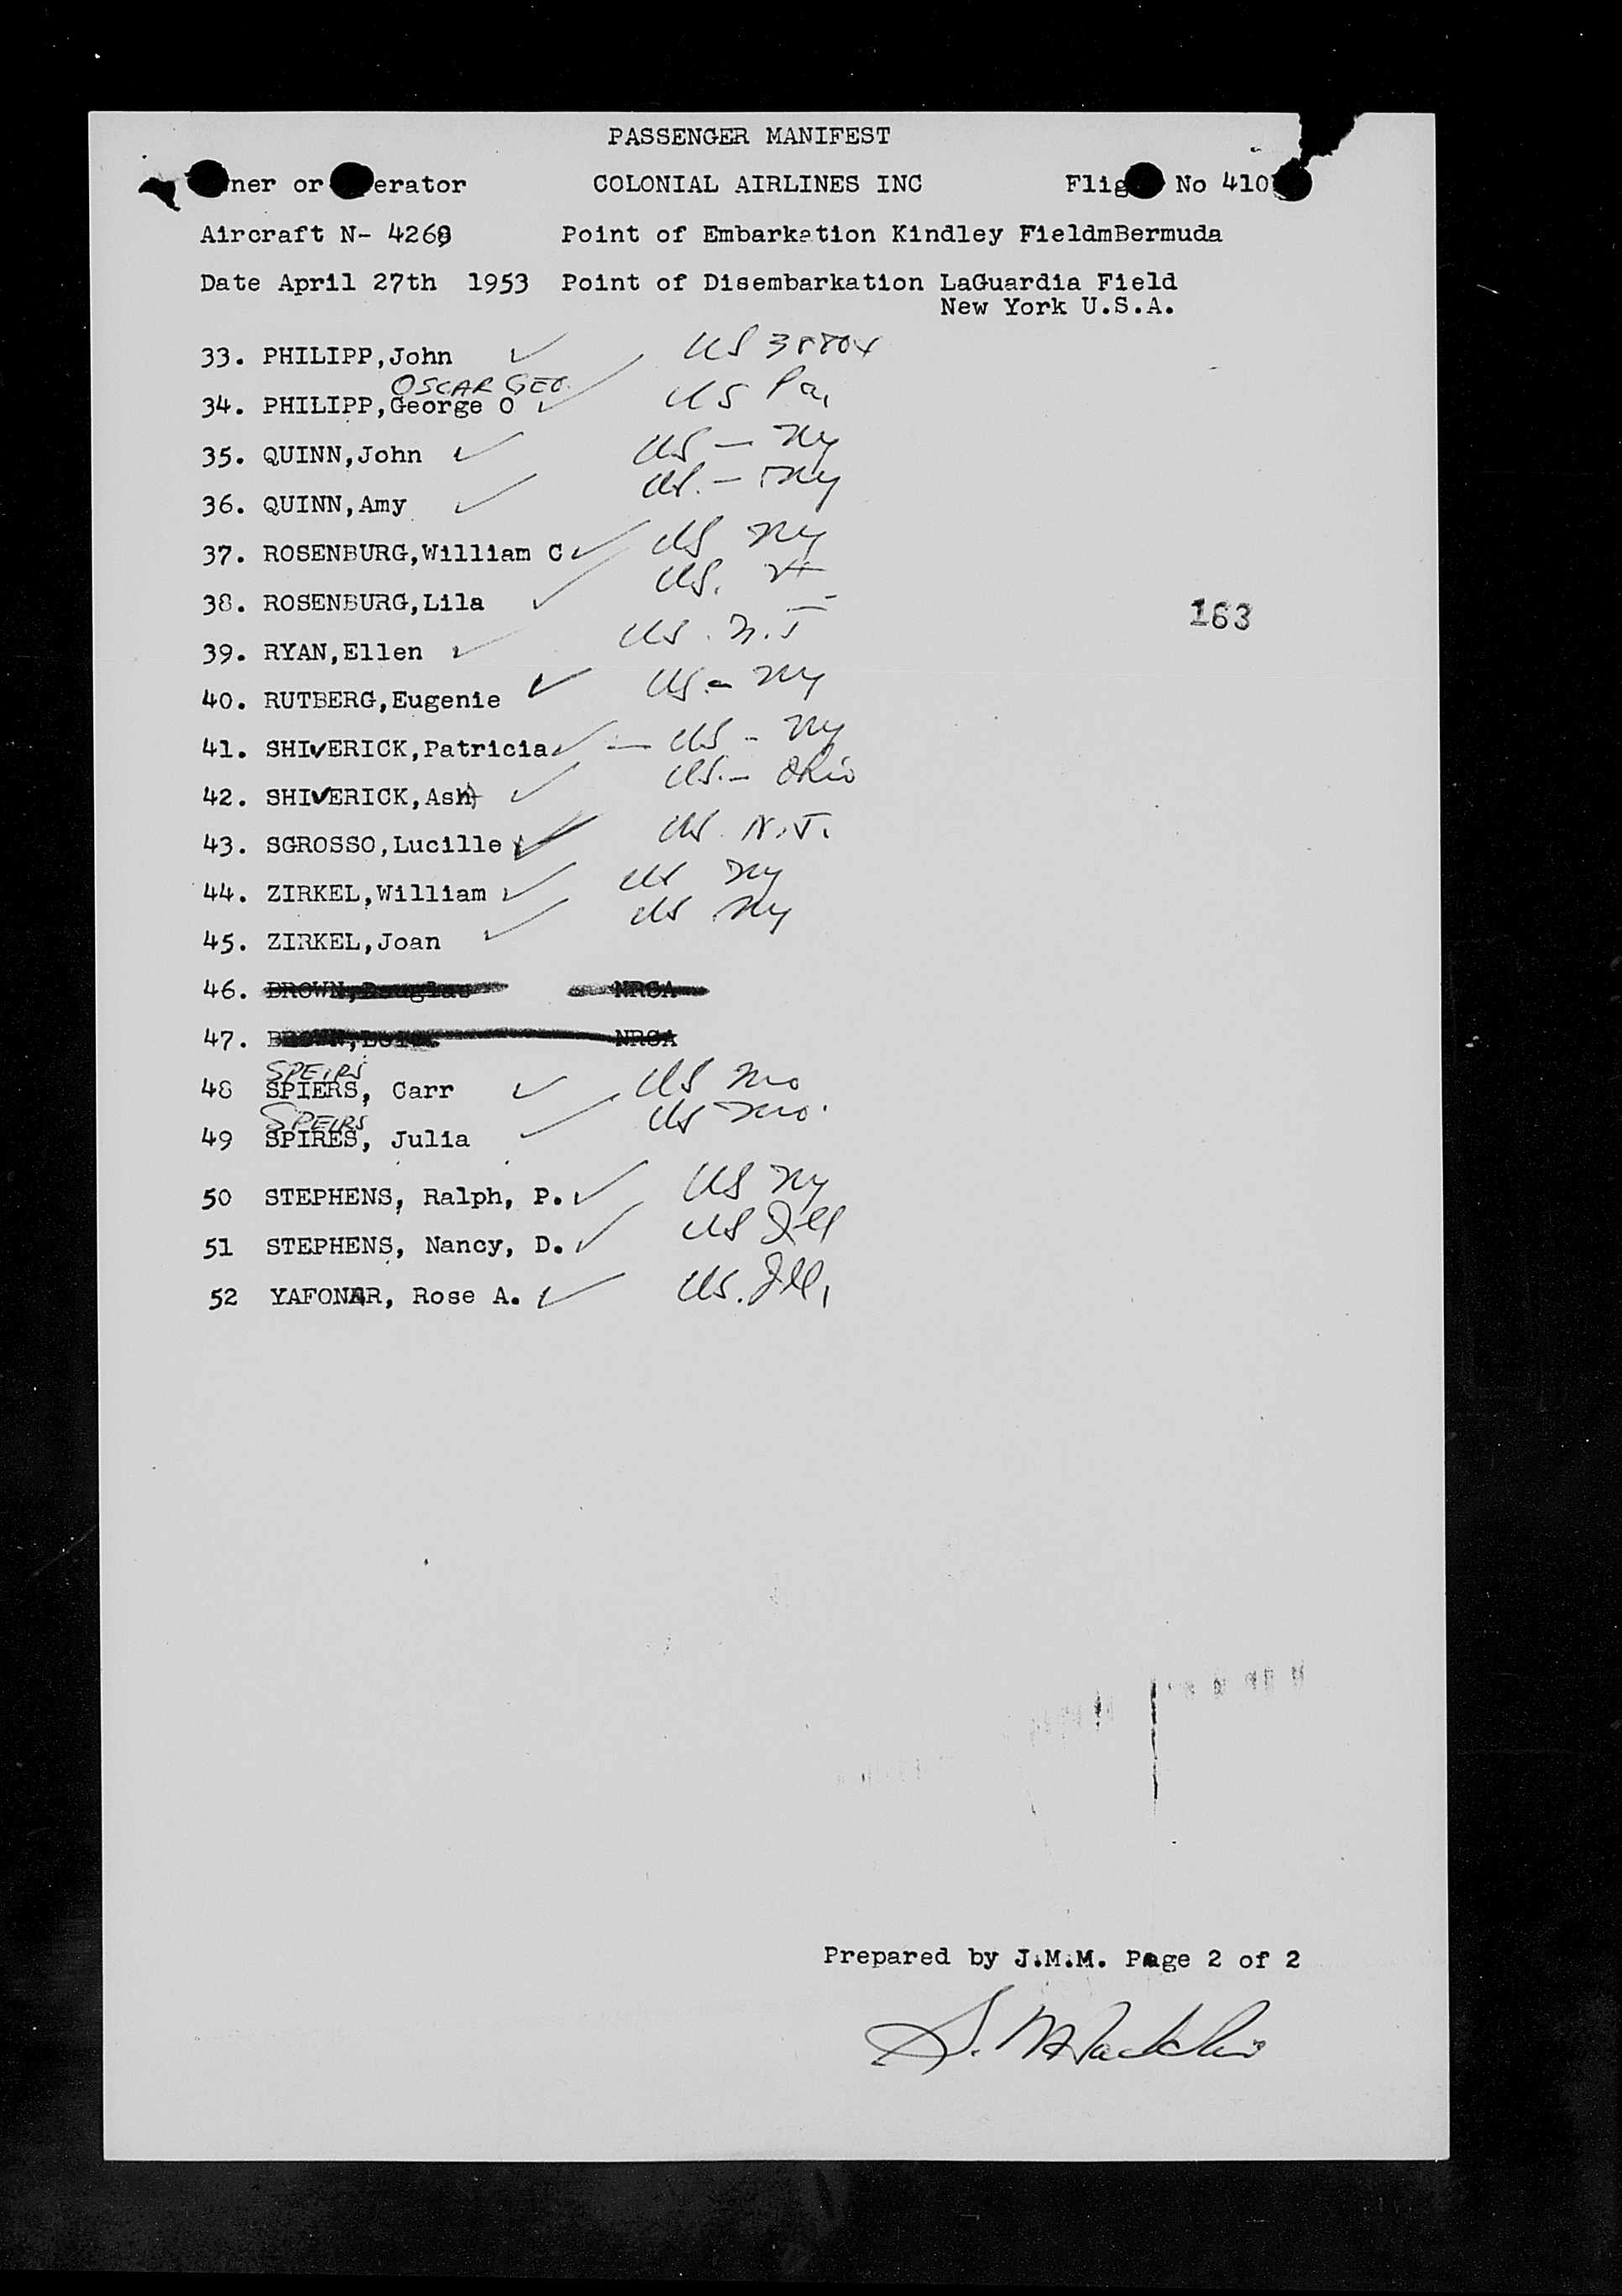 PASSENGER MANIFEST
ner or erator COLONIAL AIRLINES INC Flig No 410
Aircraft N- 4269 Point of Embarkation Kindley FieldmBermuda
Date April 27th 1953 Point of Disembarkation LaGuardia Field
New York U.S.A.
33. PHILIPP,John US
OSCAR GEO.
34. PHILIPP,George O US Pa,
35. QUINN,John US - Ny
36. QUINN,Amy US. - Ny
37. ROSENBURG,William C US Ny
38. ROSENBURG,Lila US. Vt
163
39. RYAN,Ellen US. N.J
40. RUTBERG,Eugenie US. - Ny
41. SHIVERICK,Patricia - US - Ny
42. SHIVERICK,Ash US. - Ohio
43. SGROSSO,Lucille US. N.J.
44. ZIRKEL,William US Ny
45. ZIRKEL,Joan US Ny
46. BROWN,Douglas NRSA
47. BROWN, NRSA
SPEIRS
48 SPIERS, Carr US Mo
SPEIRS
49 SPIRES, Julia US Mo.
50 STEPHENS, Ralph, P. US Ny
51 STEPHENS, Nancy, D. US Ill
52 YAFONAR, Rose A. US. Ill,
Prepared by J.M.M. Page 2 of 2